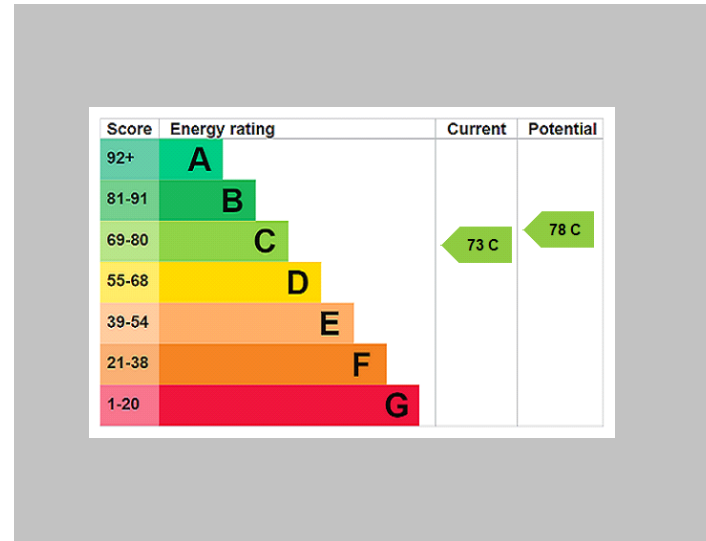 Score Energy rating Current Potential
92+ A
81-91 B
69-80 C 73 C 78 C
55-68 D
39-54 E
21-38 F
1-20 G